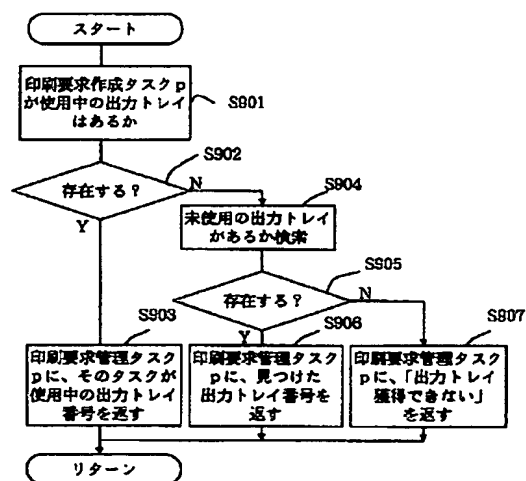 スタート
印刷要求作成タスクp
が使用中の出力トレイ
はあるか
S901
S902
存在する?
N
Y
S904
未使用の出力トレイ
があるか検索
S905
存在する?
N
Y
S903
印刷要求管理タスク
pに、そのタスクが
使用中の出力トレイ
番号を返す
S906
印刷要求管理タスク
pに、見つけた
出力トレイ番号を
返す
S907
印刷要求管理タスク
pに、「出力トレイ
獲得できない」
を返す
リターン